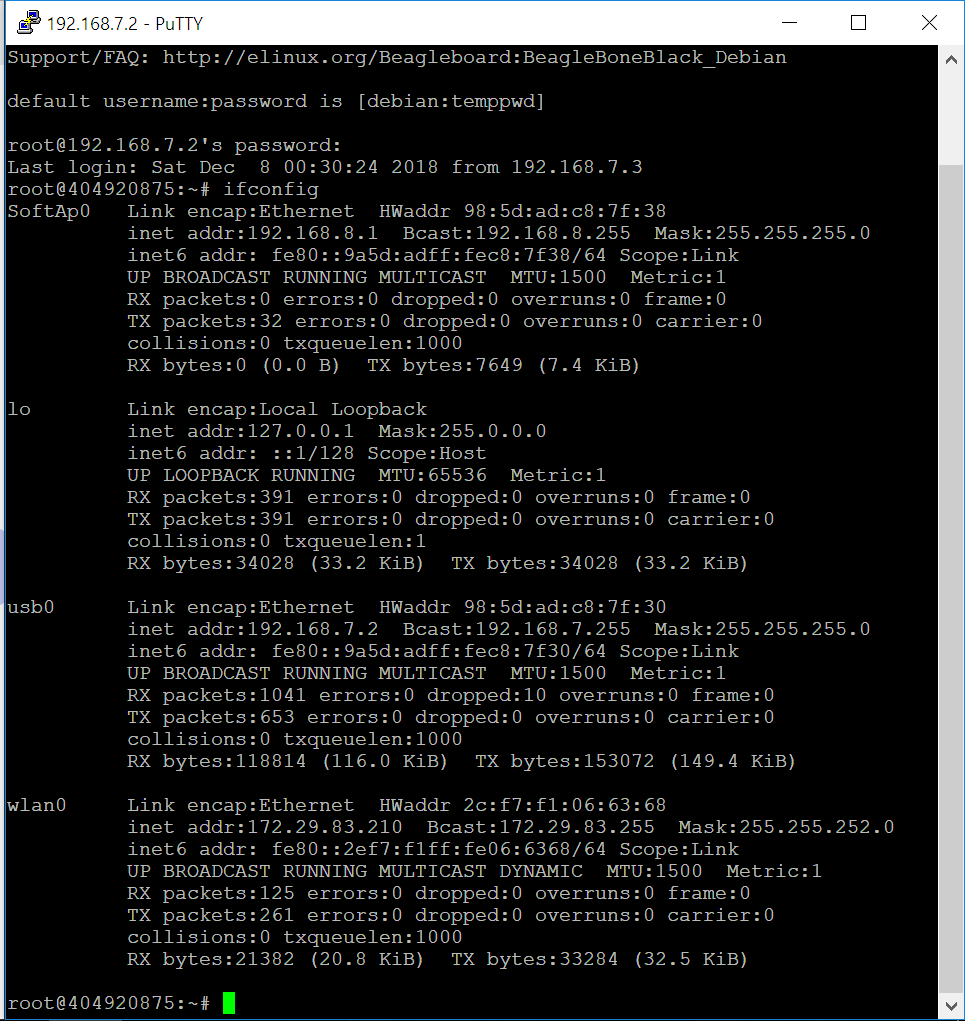 192.168.7.2 - PuTTY
Support/FAQ: http://elinux.org/Beagleboard:BeagleBoneBlack_Debian
default username:password is [debian:temppwd]
root@192.168.7.2's password:
Last login: Sat Dec  8 00:30:24 2018 from 192.168.7.3
root@404920875:~# ifconfig
SoftAp0   Link encap:Ethernet  HWaddr 98:5d:ad:c8:7f:38
          inet addr:192.168.8.1  Bcast:192.168.8.255  Mask:255.255.255.0
          inet6 addr: fe80::9a5d:adff:fec8:7f38/64 Scope:Link
          UP BROADCAST RUNNING MULTICAST  MTU:1500  Metric:1
          RX packets:0 errors:0 dropped:0 overruns:0 frame:0
          TX packets:32 errors:0 dropped:0 overruns:0 carrier:0
          collisions:0 txqueuelen:1000
          RX bytes:0 (0.0 B)  TX bytes:7649 (7.4 KiB)
lo        Link encap:Local Loopback
          inet addr:127.0.0.1  Mask:255.0.0.0
          inet6 addr: ::1/128 Scope:Host
          UP LOOPBACK RUNNING  MTU:65536  Metric:1
          RX packets:391 errors:0 dropped:0 overruns:0 frame:0
          TX packets:391 errors:0 dropped:0 overruns:0 carrier:0
          collisions:0 txqueuelen:1
          RX bytes:34028 (33.2 KiB)  TX bytes:34028 (33.2 KiB)
usb0      Link encap:Ethernet  HWaddr 98:5d:ad:c8:7f:30
          inet addr:192.168.7.2  Bcast:192.168.7.255  Mask:255.255.255.0
          inet6 addr: fe80::9a5d:adff:fec8:7f30/64 Scope:Link
          UP BROADCAST RUNNING MULTICAST  MTU:1500  Metric:1
          RX packets:1041 errors:0 dropped:10 overruns:0 frame:0
          TX packets:653 errors:0 dropped:0 overruns:0 carrier:0
          collisions:0 txqueuelen:1000
          RX bytes:118814 (116.0 KiB)  TX bytes:153072 (149.4 KiB)
wlan0     Link encap:Ethernet  HWaddr 2c:f7:f1:06:63:68
          inet addr:172.29.83.210  Bcast:172.29.83.255  Mask:255.255.252.0
          inet6 addr: fe80::2ef7:f1ff:fe06:6368/64 Scope:Link
          UP BROADCAST RUNNING MULTICAST DYNAMIC  MTU:1500  Metric:1
          RX packets:125 errors:0 dropped:0 overruns:0 frame:0
          TX packets:261 errors:0 dropped:0 overruns:0 carrier:0
          collisions:0 txqueuelen:1000
          RX bytes:21382 (20.8 KiB)  TX bytes:33284 (32.5 KiB)
root@404920875:~#